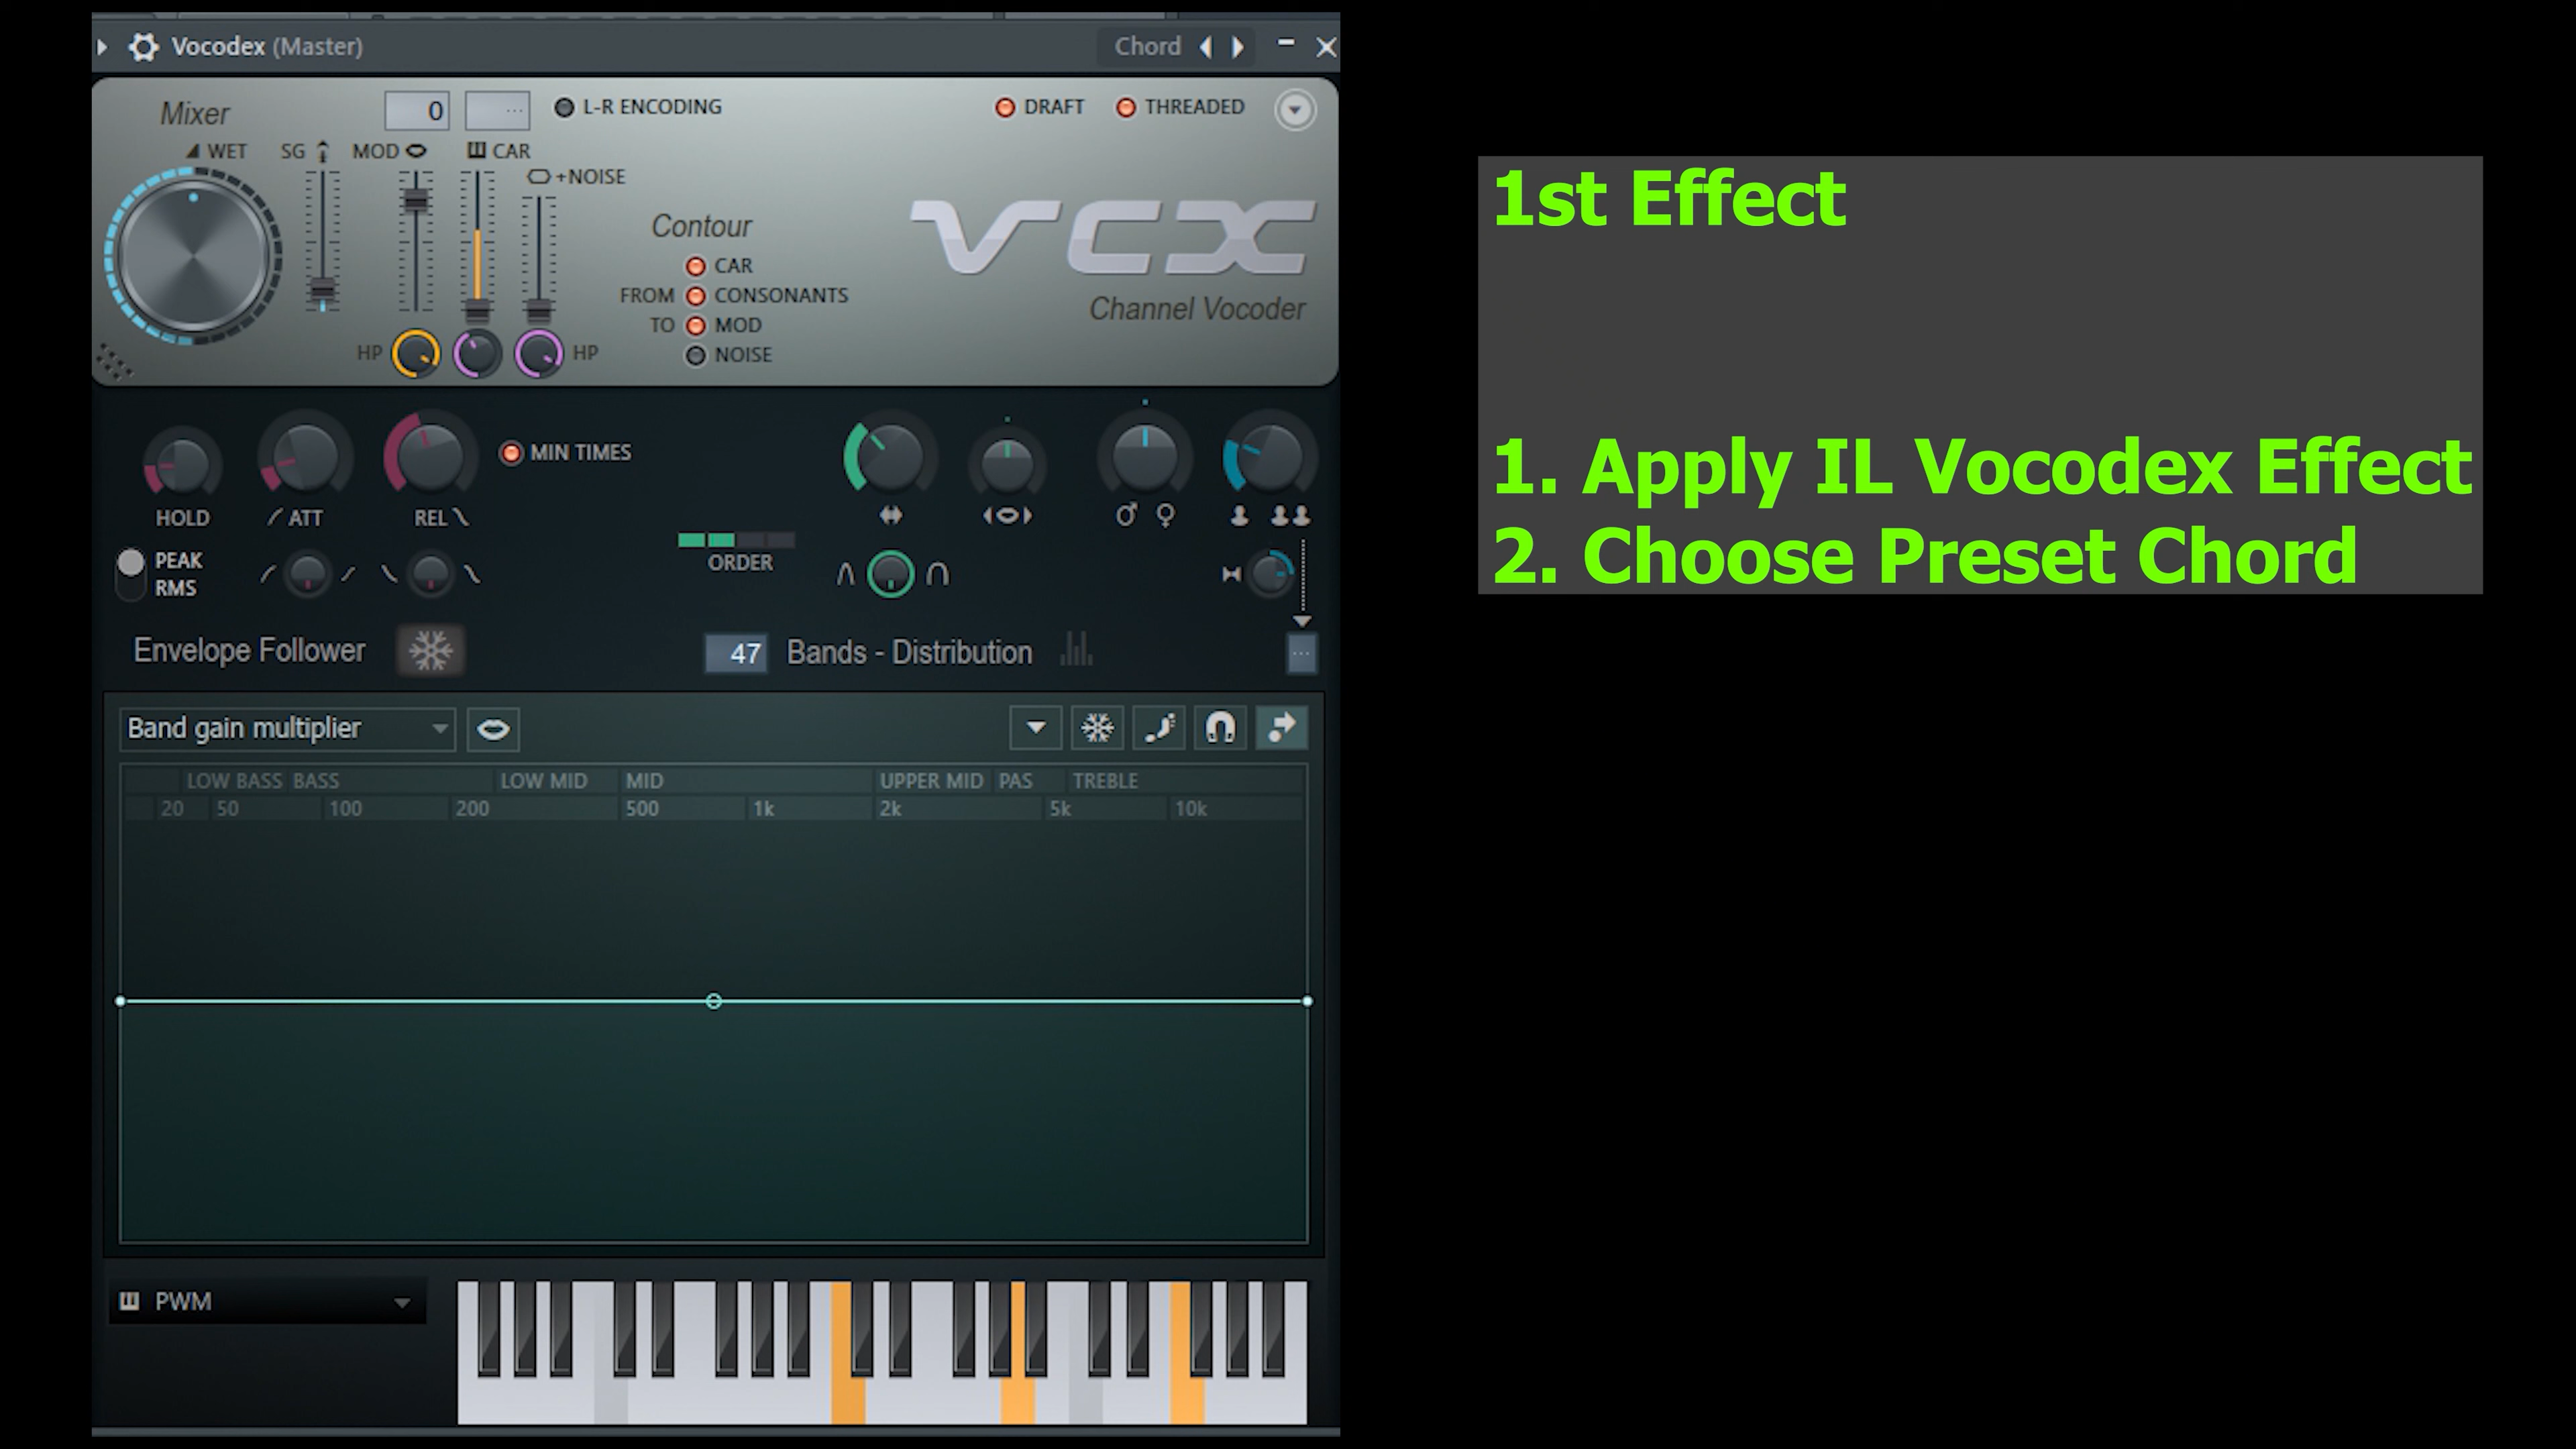 Vocodex (Master)
Chord
Mixer
0
...
L-R ENCODING
DRAFT
THREADED
WET
SG
MOD
CAR
+NOISE
Contour
CAR
FROM CONSONANTS
TO MOD
NOISE
HP
HP
VCX
Channel Vocoder
HOLD
ATT
REL
MIN TIMES
PEAK
RMS
ORDER
Envelope Follower
47 Bands - Distribution
...
Band gain multiplier
LOW BASS BASS LOW MID MID UPPER MID PAS TREBLE
20 50 100 200 500 1k 2k 5k 10k
PWM
1st Effect
1. Apply IL Vocodex Effect
2. Choose Preset Chord